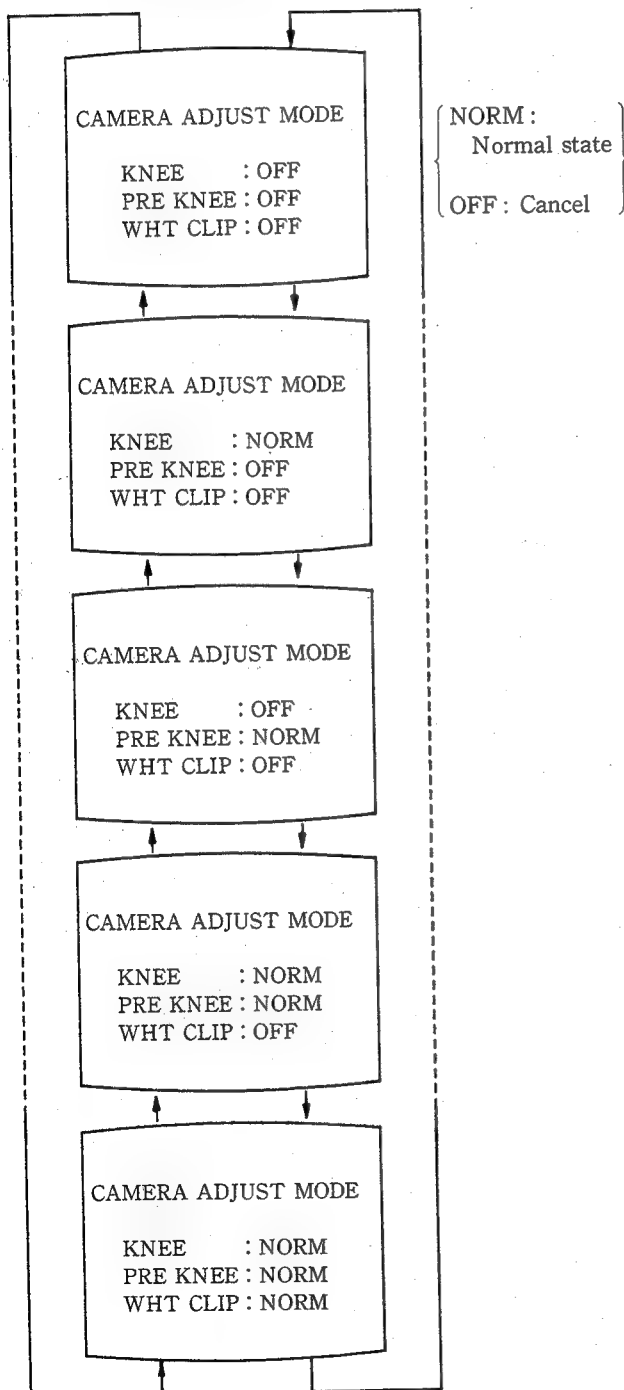 CAMERA ADJUST MODE
KNEE : OFF
PRE KNEE : OFF
WHT CLIP : OFF
NORM :
Normal state
OFF : Cancel
CAMERA ADJUST MODE
KNEE : NORM
PRE KNEE : OFF
WHT CLIP : OFF
CAMERA ADJUST MODE
KNEE : OFF
PRE KNEE : NORM
WHT CLIP : OFF
CAMERA ADJUST MODE
KNEE : NORM
PRE KNEE : NORM
WHT CLIP : OFF
CAMERA ADJUST MODE
KNEE : NORM
PRE KNEE : NORM
WHT CLIP : NORM